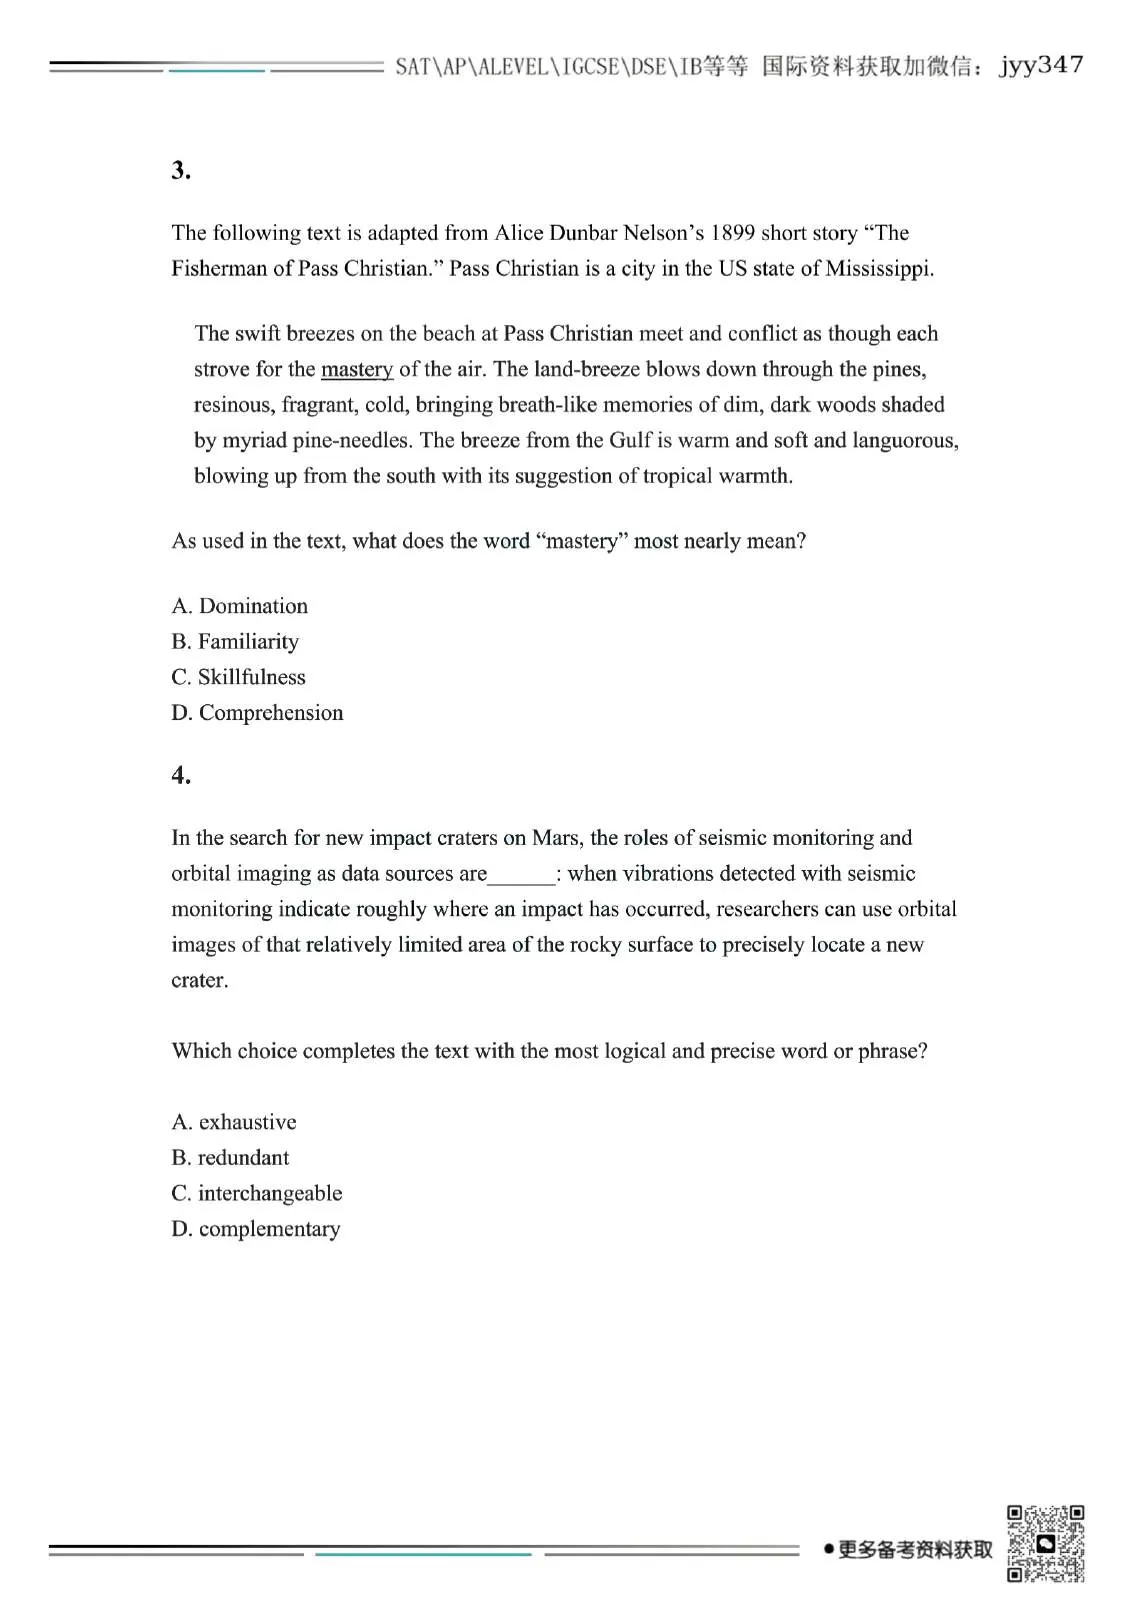 SAT\AP\ALEVEL\IGCSE\DSE\IB等等 国际资料获取加微信：jyy347
3.
The following text is adapted from Alice Dunbar Nelson’s 1899 short story “The
Fisherman of Pass Christian.” Pass Christian is a city in the US state of Mississippi.
The swift breezes on the beach at Pass Christian meet and conflict as though each
strove for the mastery of the air. The land-breeze blows down through the pines,
resinous, fragrant, cold, bringing breath-like memories of dim, dark woods shaded
by myriad pine-needles. The breeze from the Gulf is warm and soft and languorous,
blowing up from the south with its suggestion of tropical warmth.
As used in the text, what does the word “mastery” most nearly mean?
A. Domination
B. Familiarity
C. Skillfulness
D. Comprehension
4.
In the search for new impact craters on Mars, the roles of seismic monitoring and
orbital imaging as data sources are______: when vibrations detected with seismic
monitoring indicate roughly where an impact has occurred, researchers can use orbital
images of that relatively limited area of the rocky surface to precisely locate a new
crater.
Which choice completes the text with the most logical and precise word or phrase?
A. exhaustive
B. redundant
C. interchangeable
D. complementary
●更多备考资料获取